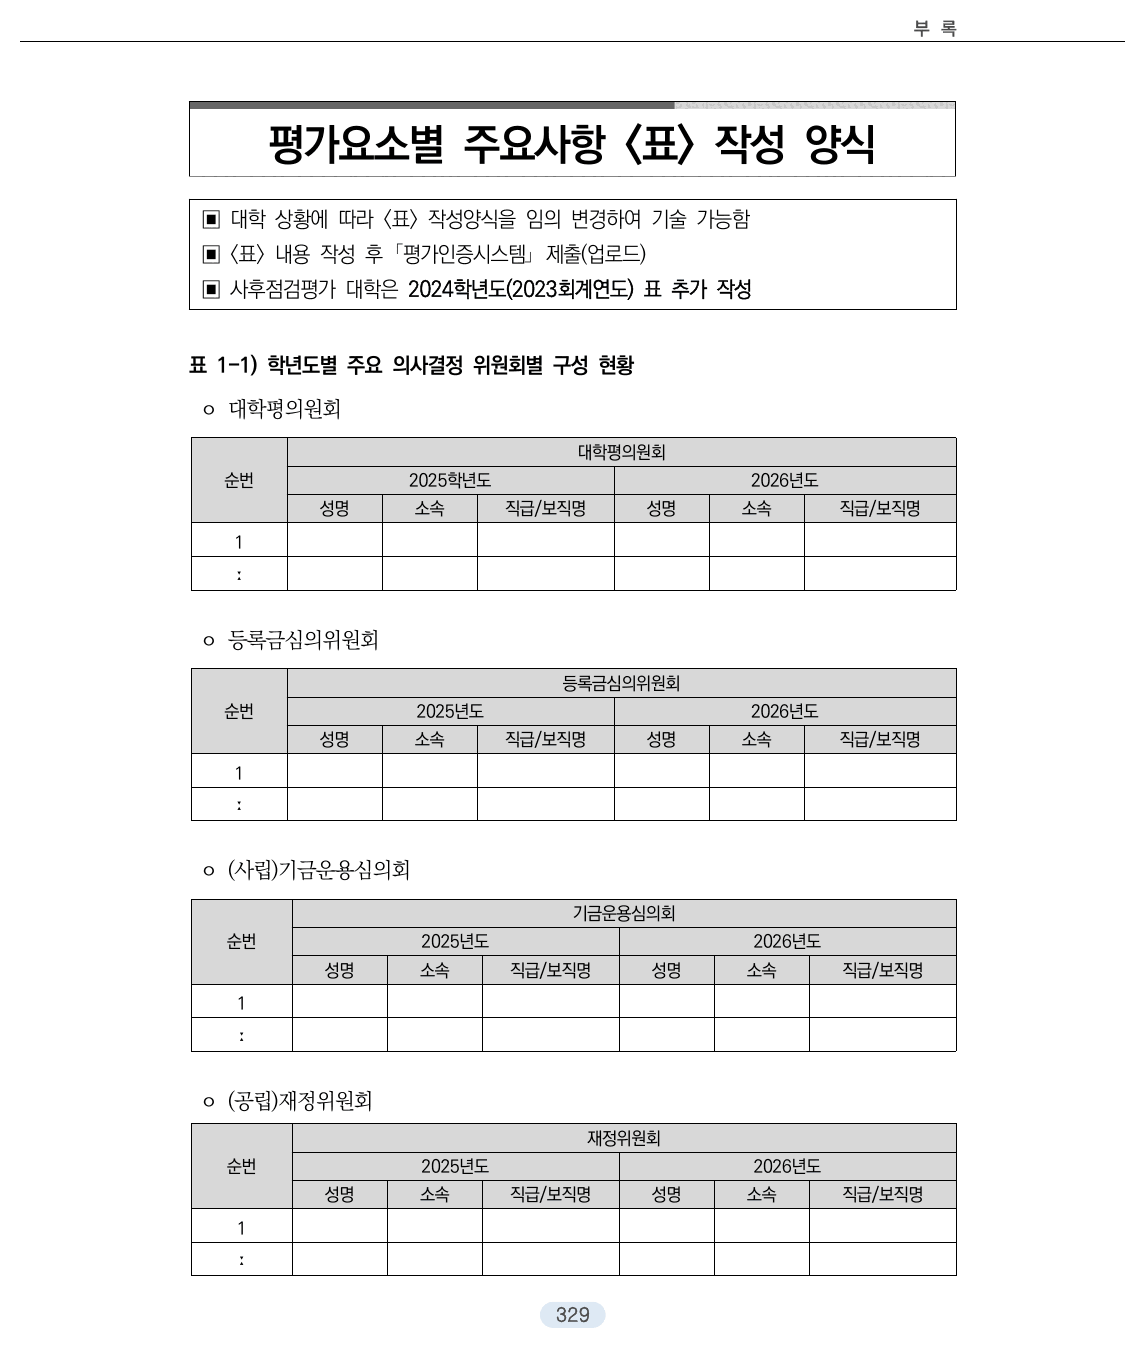 부 록
평가요소별 주요사항 〈표〉 작성 양식
▣ 대학 상황에 따라 〈표〉 작성양식을 임의 변경하여 기술 가능함
▣ 〈표〉 내용 작성 후 「평가인증시스템」 제출(업로드)
▣ 사후점검평가 대학은 2024학년도(2023회계연도) 표 추가 작성
표 1-1) 학년도별 주요 의사결정 위원회별 구성 현황
ㅇ 대학평의원회
순번 대학평의원회
2025학년도 2026년도
성명 소속 직급/보직명 성명 소속 직급/보직명
1
:
ㅇ 등록금심의위원회
순번 등록금심의위원회
2025년도 2026년도
성명 소속 직급/보직명 성명 소속 직급/보직명
1
:
ㅇ (사립)기금운용심의회
순번 기금운용심의회
2025년도 2026년도
성명 소속 직급/보직명 성명 소속 직급/보직명
1
:
ㅇ (공립)재정위원회
순번 재정위원회
2025년도 2026년도
성명 소속 직급/보직명 성명 소속 직급/보직명
1
:
329